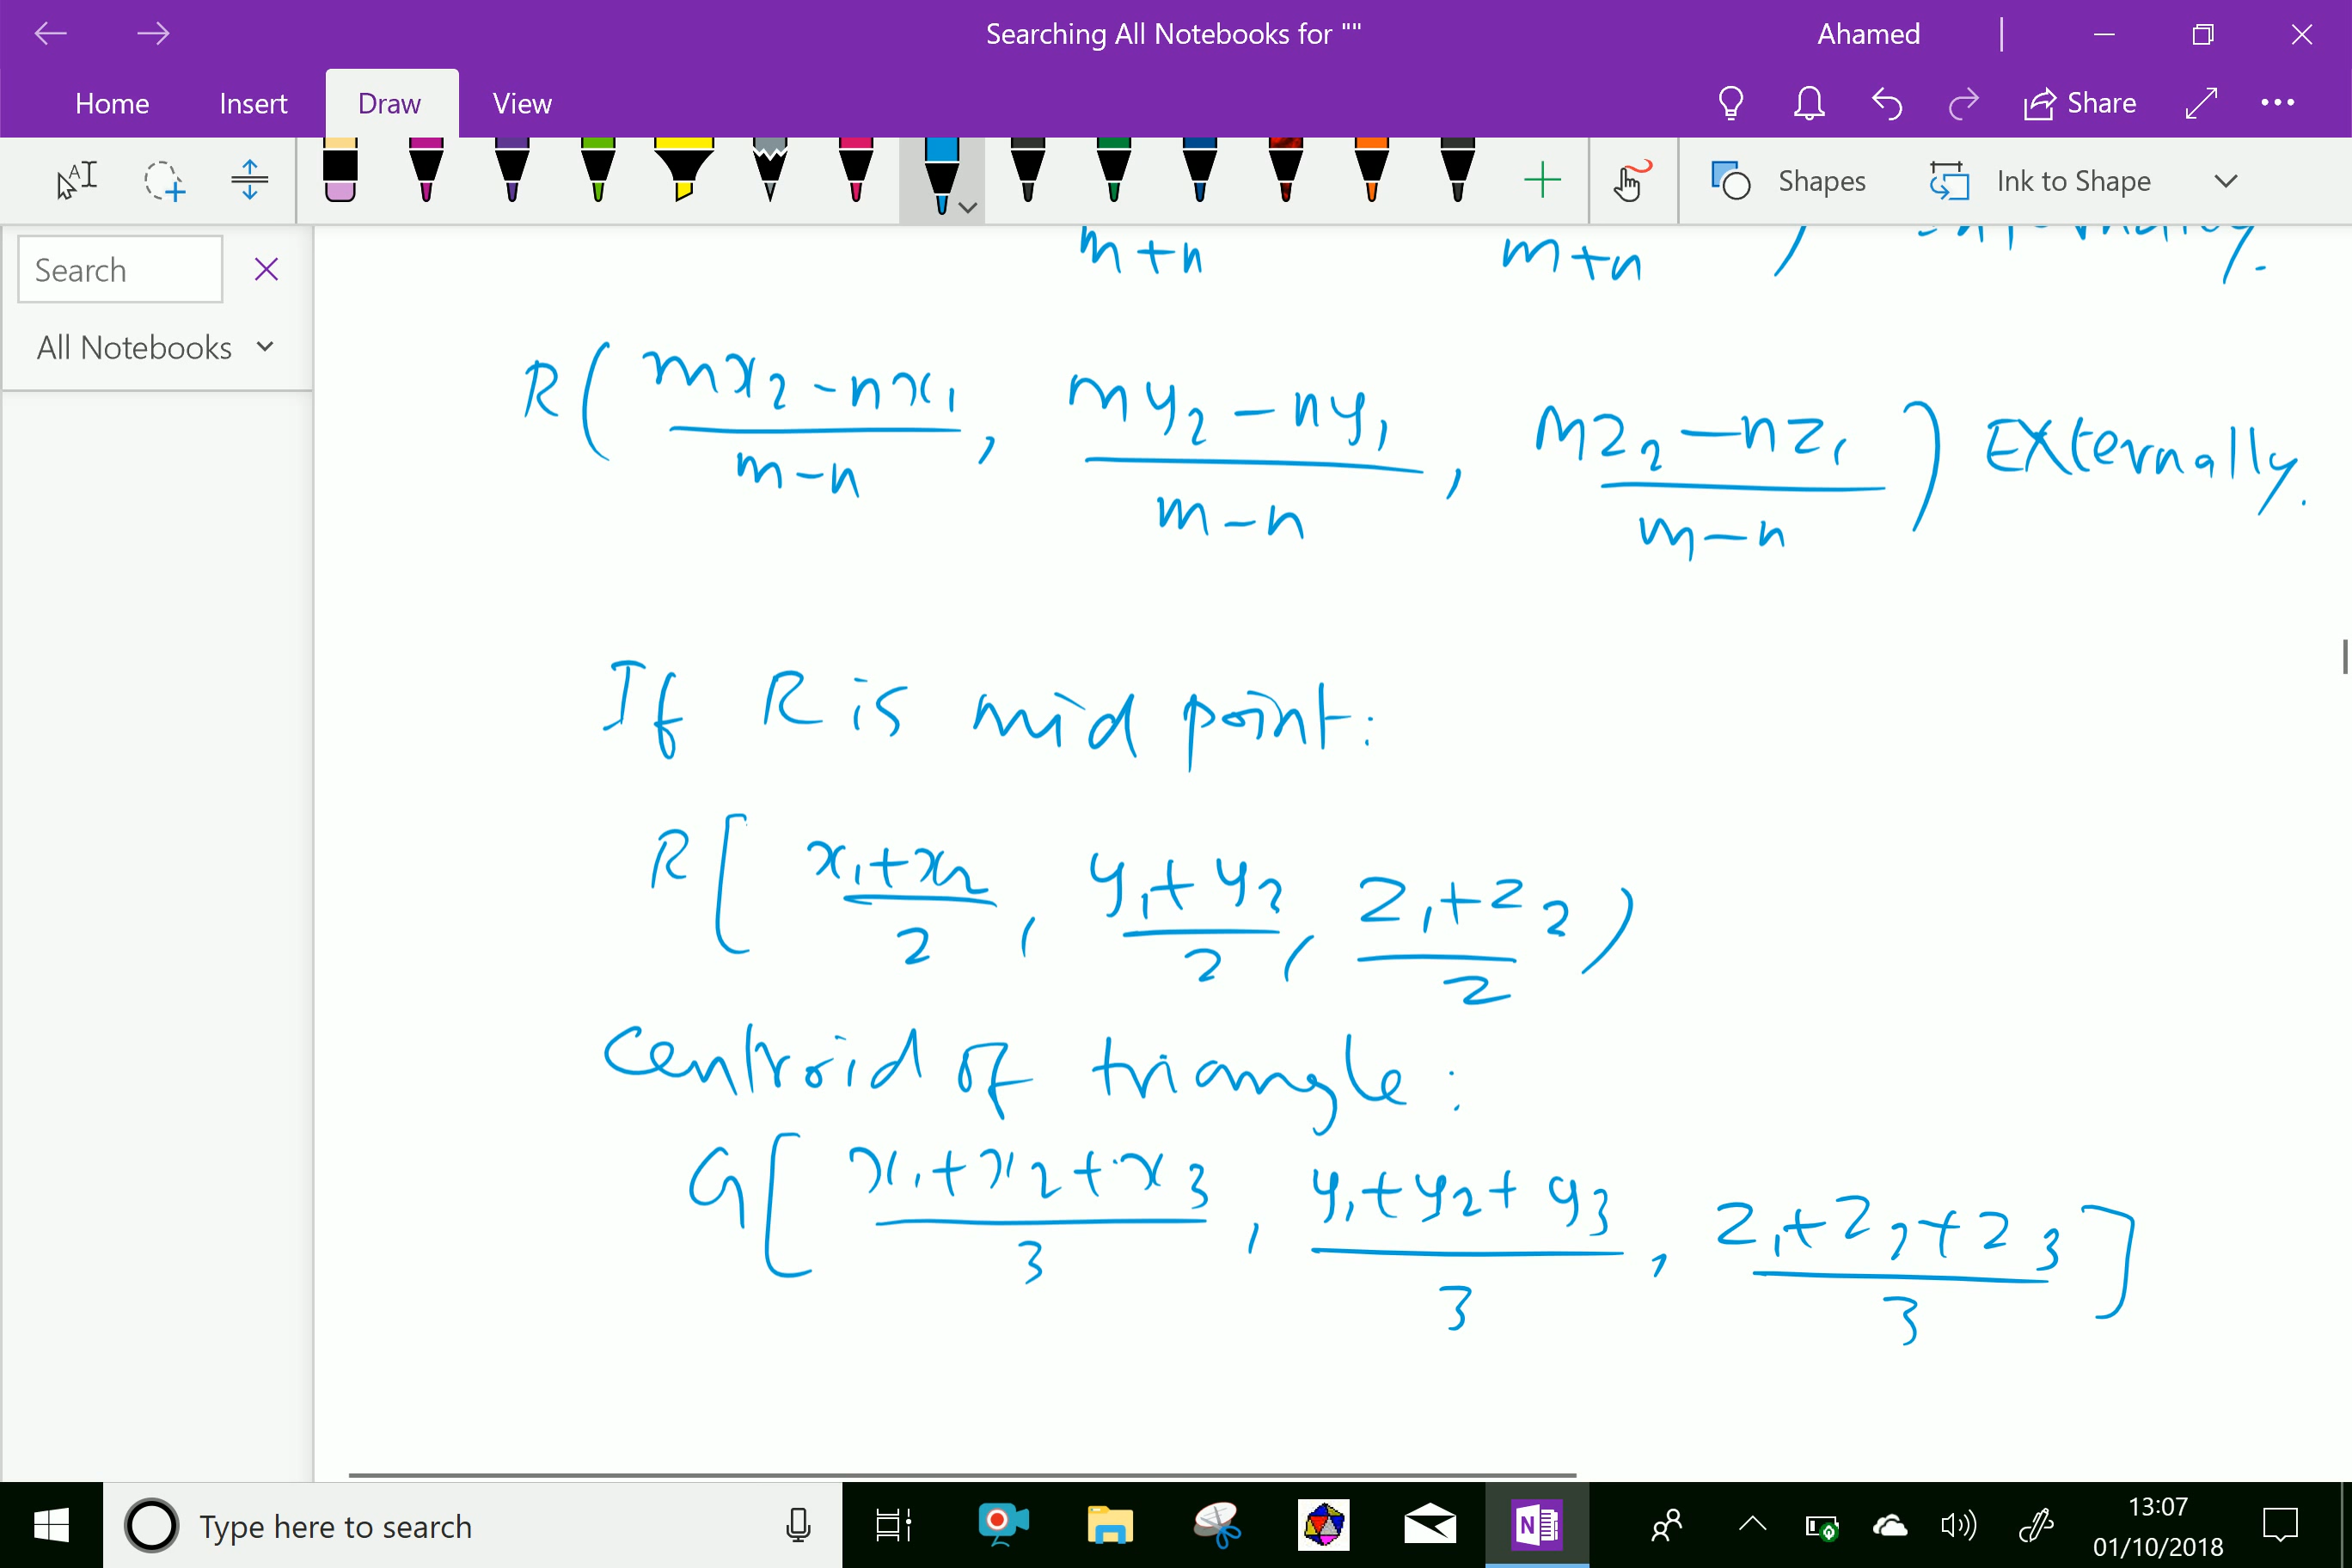 Searching All Notebooks for ""
Ahamed
Home Insert Draw View
Share
Shapes
Ink to Shape
Search
All Notebooks
m+n m+n )
R( mx₂-nx₁ / m-n , my₂-ny₁ / m-n , mz₂-nz₁ / m-n ) Externally.
If R is mid point:
R[ x₁+x₂ / 2 , y₁+y₂ / 2 , z₁+z₂ / 2 )
Centroid of triangle:
G[ x₁+x₂+x₃ / 3 , y₁+y₂+y₃ / 3 , z₁+z₂+z₃ / 3 ]
Type here to search
N
13:07
01/10/2018